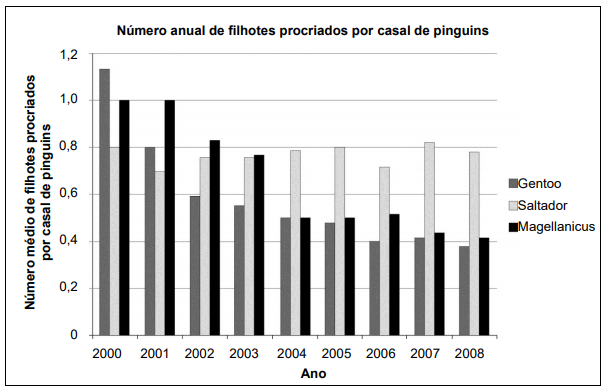 Número anual de filhotes procriados por casal de pinguins
Número médio de filhotes procriados
por casal de pinguins
1,2
1,0
0,8
0,6
0,4
0,2
0
2000 2001 2002 2003 2004 2005 2006 2007 2008
Ano
Gentoo
Saltador
Magellanicus